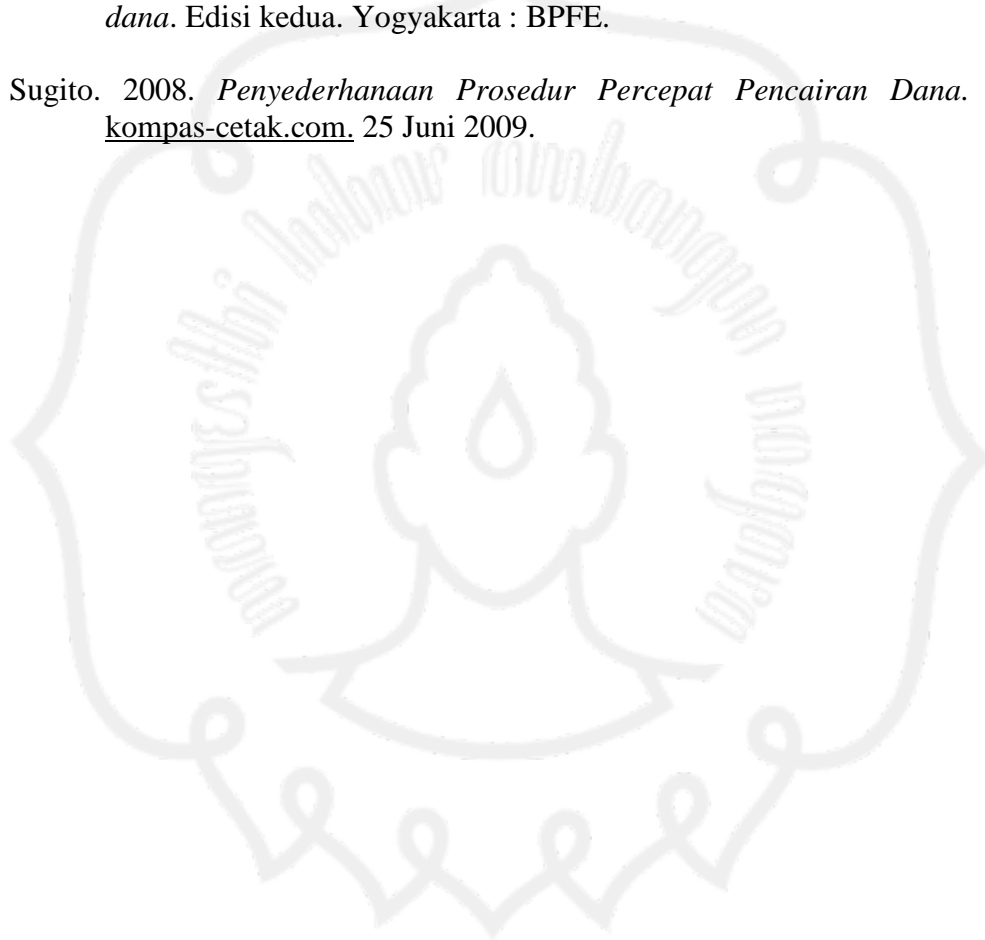 dana. Edisi kedua. Yogyakarta : BPFE.
Sugito. 2008. Penyederhanaan Prosedur Percepat Pencairan Dana.
kompas-cetak.com. 25 Juni 2009.